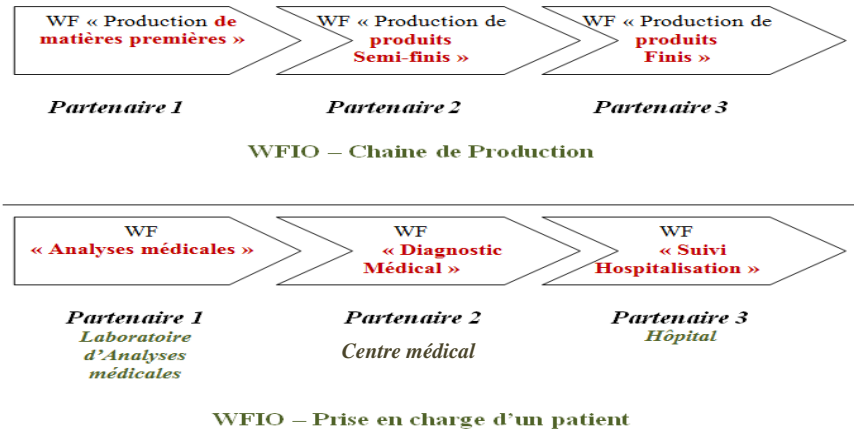 WF « Production de
matières premières »
WF « Production de
produits
Semi-finis »
WF « Production de
produits
Finis »
Partenaire 1
Partenaire 2
Partenaire 3
WFIO – Chaine de Production
WF
« Analyses médicales »
WF
« Diagnostic
Médical »
WF
« Suivi
Hospitalisation »
Partenaire 1
Laboratoire
d'Analyses
médicales
Partenaire 2
Centre médical
Partenaire 3
Hôpital
WFIO – Prise en charge d'un patient